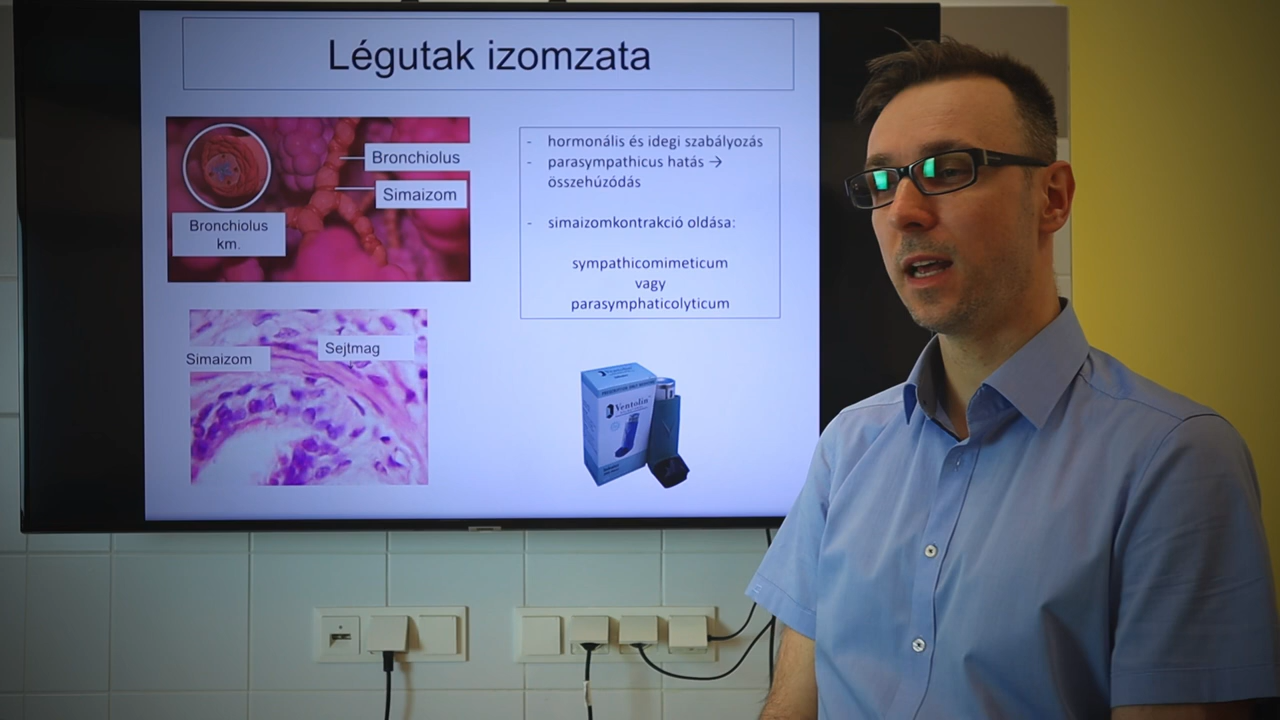 Légutak izomzata
Bronchiolus
Simaizom
Bronchiolus
km.
- hormonális és idegi szabályozás
- parasympathicus hatás →
összehúzódás
- simaizomkontrakció oldása:
sympathicomimeticum
vagy
parasymphaticolyticum
Simaizom
Sejtmag
Ventolin